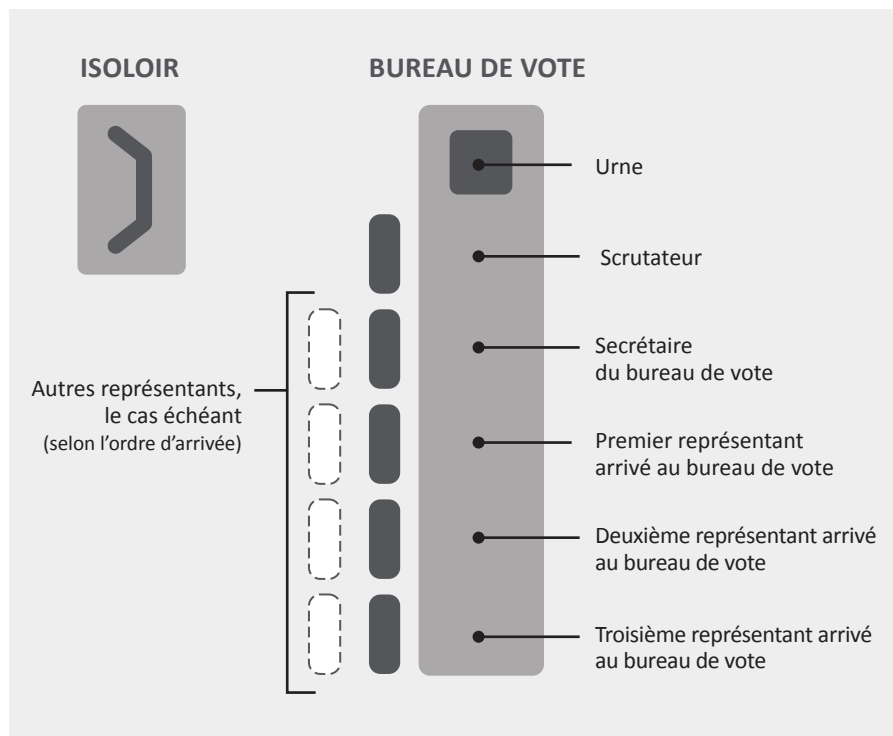 ISOLOIR
BUREAU DE VOTE
Urne
Scrutateur
Secrétaire
du bureau de vote
Autres représentants,
le cas échéant
(selon l’ordre d’arrivée)
Premier représentant
arrivé au bureau de vote
Deuxième représentant arrivé
au bureau de vote
Troisième représentant arrivé
au bureau de vote